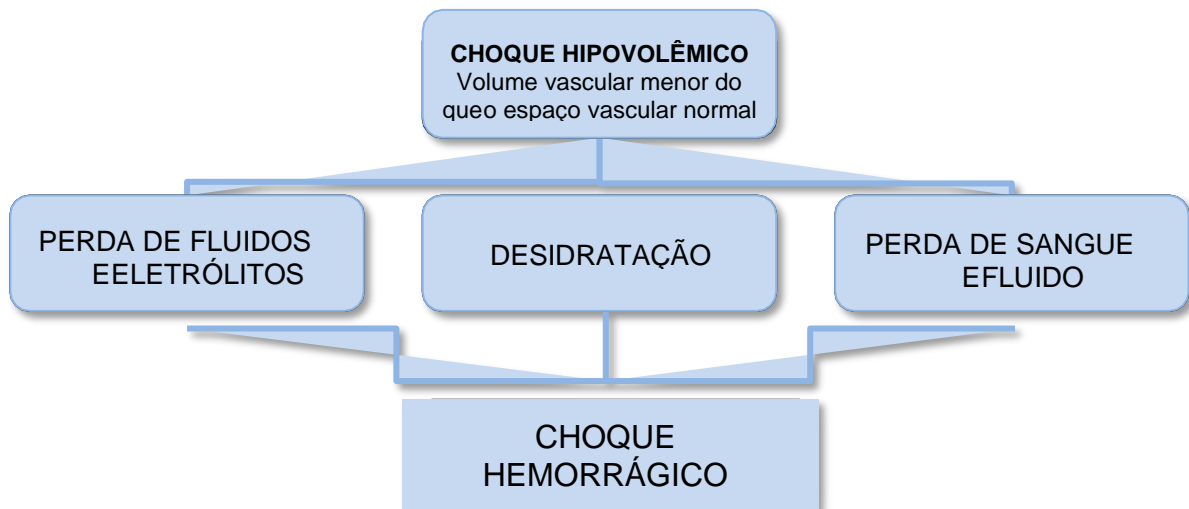 CHOQUE HIPOVOLÊMICO
Volume vascular menor do
queo espaço vascular normal
PERDA DE FLUIDOS
EELETRÓLITOS
DESIDRATAÇÃO
PERDA DE SANGUE
EFLUIDO
CHOQUE
HEMORRÁGICO